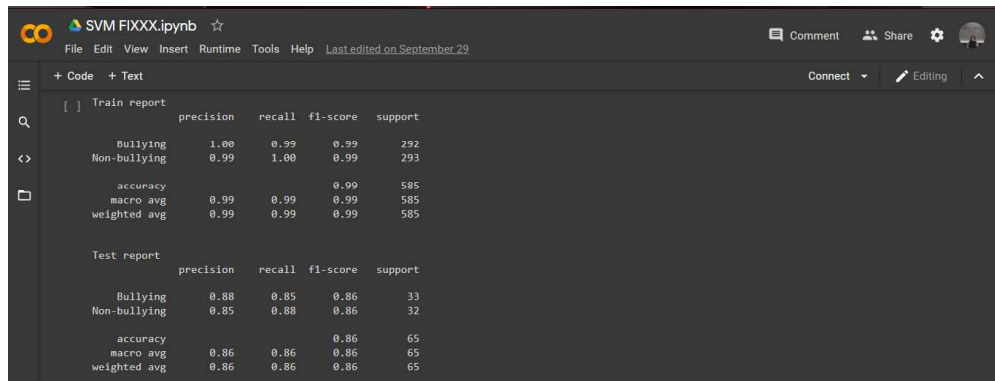 SVM FIXXX.ipynb
File Edit View Insert Runtime Tools Help Last edited on September 29
Comment Share
+ Code + Text
Connect Editing
[ ] Train report
precision recall f1-score support
Bullying 1.00 0.99 0.99 292
Non-bullying 0.99 1.00 0.99 293
accuracy 0.99 585
macro avg 0.99 0.99 0.99 585
weighted avg 0.99 0.99 0.99 585
Test report
precision recall f1-score support
Bullying 0.88 0.85 0.86 33
Non-bullying 0.85 0.88 0.86 32
accuracy 0.86 65
macro avg 0.86 0.86 0.86 65
weighted avg 0.86 0.86 0.86 65